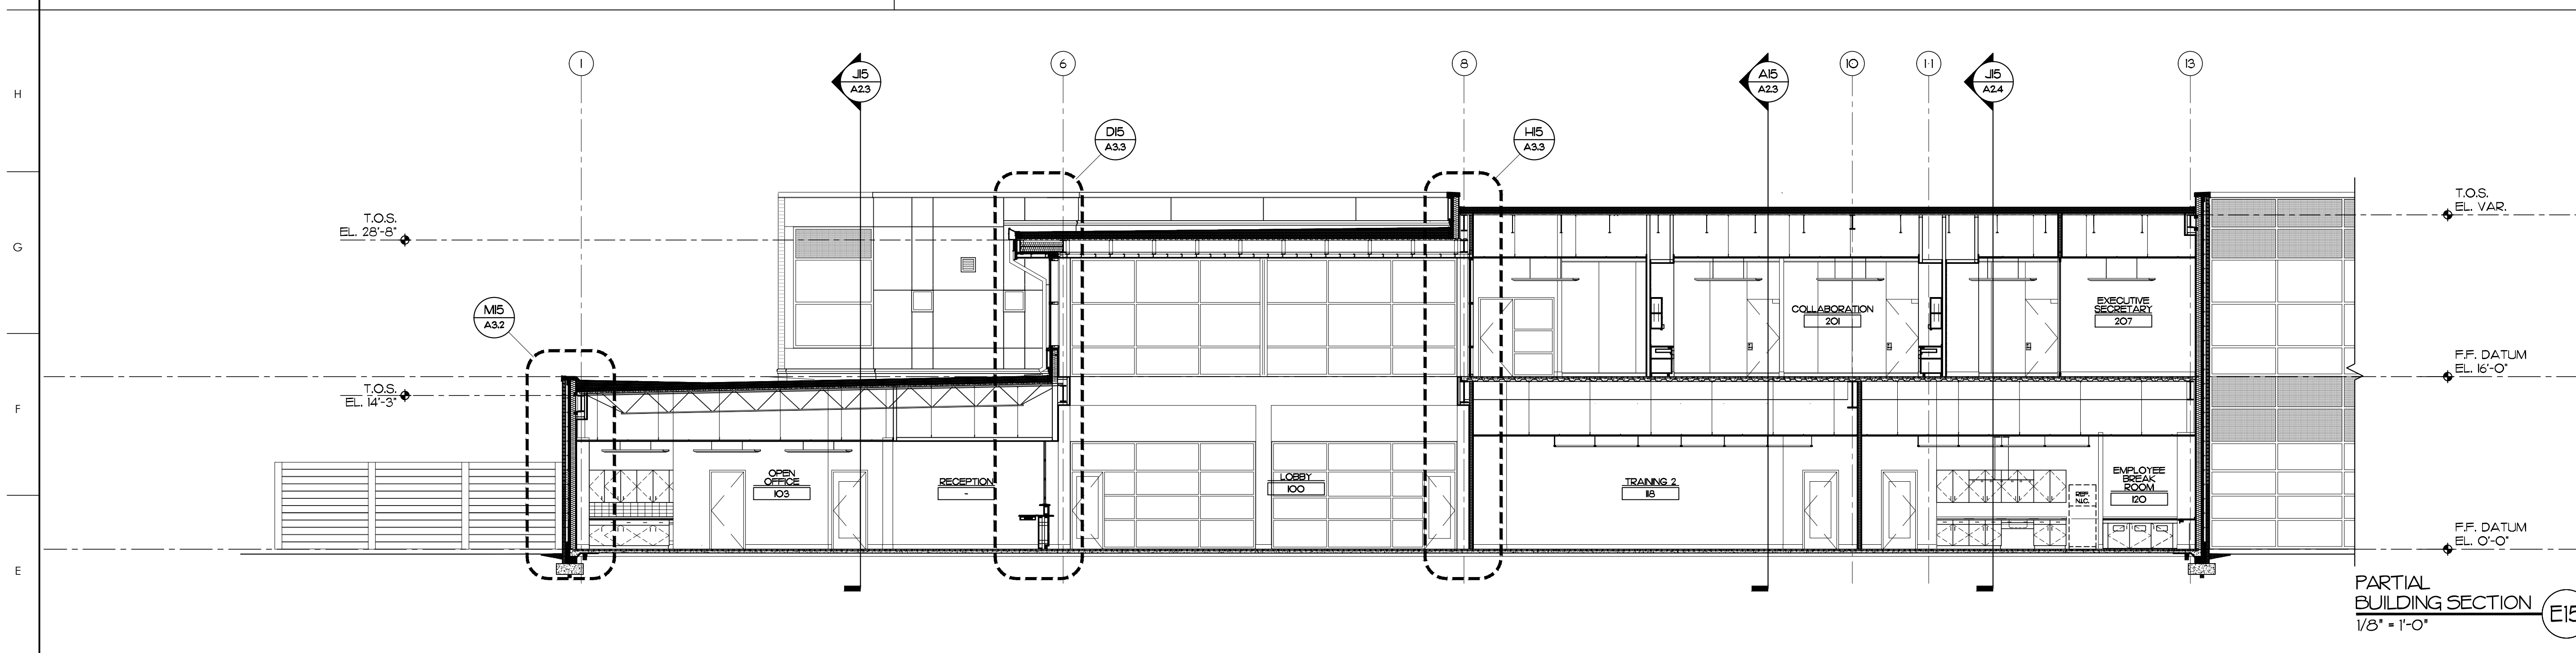 H
G
F
E
1
6
8
10
11
13
J15
A2.3
A15
A2.3
J15
A2.4
D15
A3.3
H15
A3.3
M15
A3.2
T.O.S.
EL. 28'-8"
T.O.S.
EL. 14'-3"
T.O.S.
EL. VAR.
F.F. DATUM
EL. 16'-0"
F.F. DATUM
EL. 0'-0"
COLLABORATION
201
EXECUTIVE
SECRETARY
207
OPEN
OFFICE
103
RECEPTION
-
LOBBY
100
TRAINING 2
118
REF.
N.I.C.
EMPLOYEE
BREAK
ROOM
120
PARTIAL
BUILDING SECTION
1/8" = 1'-0"
E15